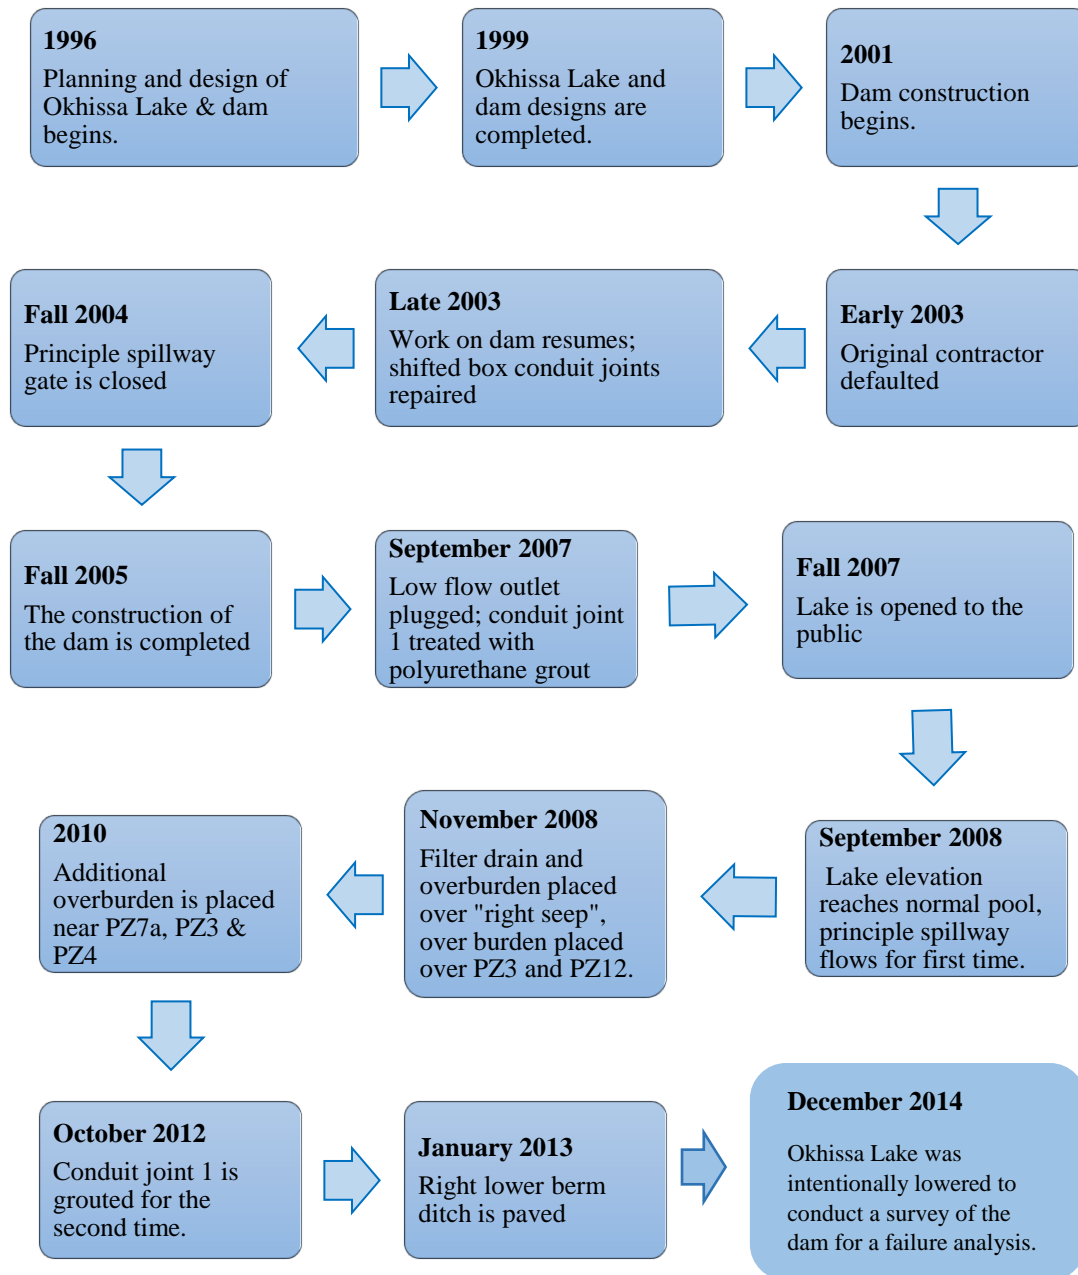 1996
Planning and design of
Okhissa Lake & dam
begins.
1999
Okhissa Lake and
dam designs are
completed.
2001
Dam construction
begins.
Early 2003
Original contractor
defaulted
Late 2003
Work on dam resumes;
shifted box conduit joints
repaired
Fall 2004
Principle spillway
gate is closed
Fall 2005
The construction of
the dam is completed
September 2007
Low flow outlet
plugged; conduit joint
1 treated with
polyurethane grout
Fall 2007
Lake is opened to the
public
September 2008
Lake elevation
reaches normal pool,
principle spillway
flows for first time.
November 2008
Filter drain and
overburden placed
over "right seep",
over burden placed
over PZ3 and PZ12.
2010
Additional
overburden is placed
near PZ7a, PZ3 &
PZ4
October 2012
Conduit joint 1 is
grouted for the
second time.
January 2013
Right lower berm
ditch is paved
December 2014
Okhissa Lake was
intentionally lowered to
conduct a survey of the
dam for a failure analysis.